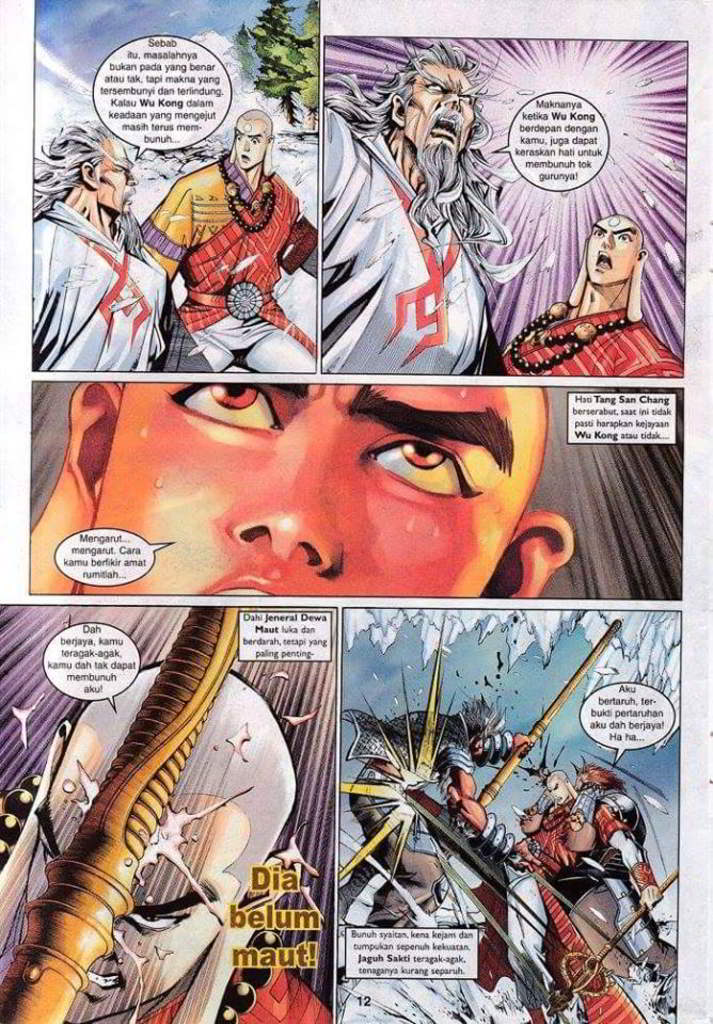 Sebab
itu, masalahnya
bukan pada yang benar
atau tak, tapi makna yang
tersembunyi dan terlindung.
Kalau Wu Kong dalam
keadaan yang mengejut
masih terus mem-
bunuh...
Maknanya
ketika Wu Kong
berdepan dengan
kamu, juga dapat
keraskan hati untuk
membunuh tok
gurunya!
Hati Tang San Chang
berserabut, saat ini tidak
pasti harapkan kejayaan
Wu Kong atau tidak....
Mengarut...
mengarut. Cara
kamu berfikir amat
rumitlah...
Dah
berjaya, kamu
teragak-agak,
kamu dah tak dapat
membunuh
aku!
Dahi Jeneral Dewa
Maut luka dan
berdarah, tetapi yang
paling penting-
Dia
belum
maut!
Aku
bertaruh, ter-
bukti pertaruhan
aku dah berjaya!
Ha ha...
Bunuh syaitan, kena kejam dan
tumpukan sepenuh kekuatan.
Jaguh Sakti teragak-agak,
tenaganya kurang separuh.
12